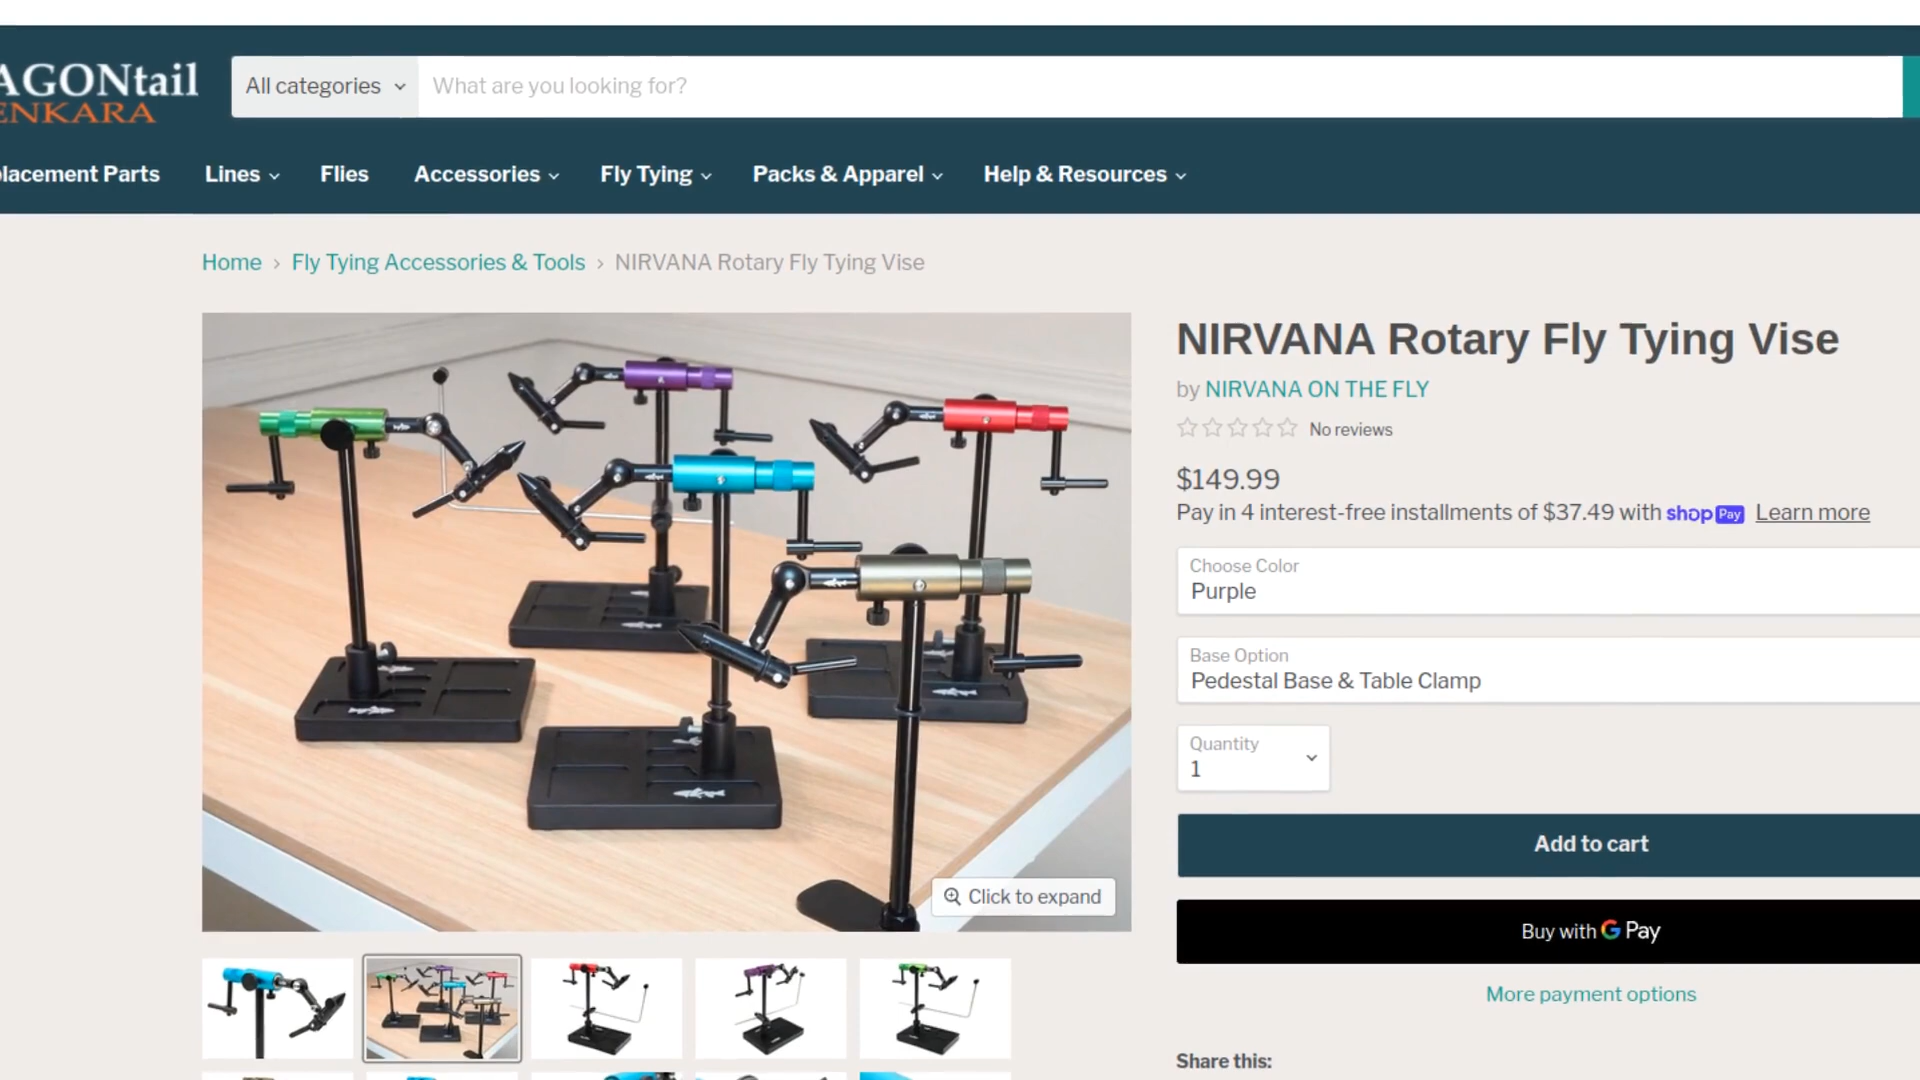 AGONtail
ENKARA
All categories
What are you looking for?
lacement Parts
Lines
Flies
Accessories
Fly Tying
Packs & Apparel
Help & Resources
Home › Fly Tying Accessories & Tools › NIRVANA Rotary Fly Tying Vise
NIRVANA Rotary Fly Tying Vise
by NIRVANA ON THE FLY
No reviews
$149.99
Pay in 4 interest-free installments of $37.49 with shop Pay Learn more
Choose Color
Purple
Base Option
Pedestal Base & Table Clamp
Quantity
1
Add to cart
Buy with G Pay
More payment options
Share this:
Click to expand